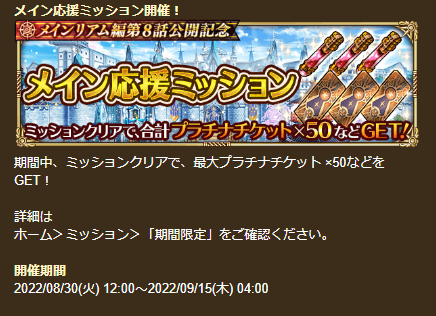 メイン応援ミッション開催！
メインリアム編第8話公開記念
メイン応援ミッション
ミッションクリアで、合計プラチナチケット×50などGET!
期間中、ミッションクリアで、最大プラチナチケット ×50などを
GET！
詳細は
ホーム＞ミッション＞「期間限定」をご確認ください。
開催期間
2022/08/30(火) 12:00～2022/09/15(木) 04:00